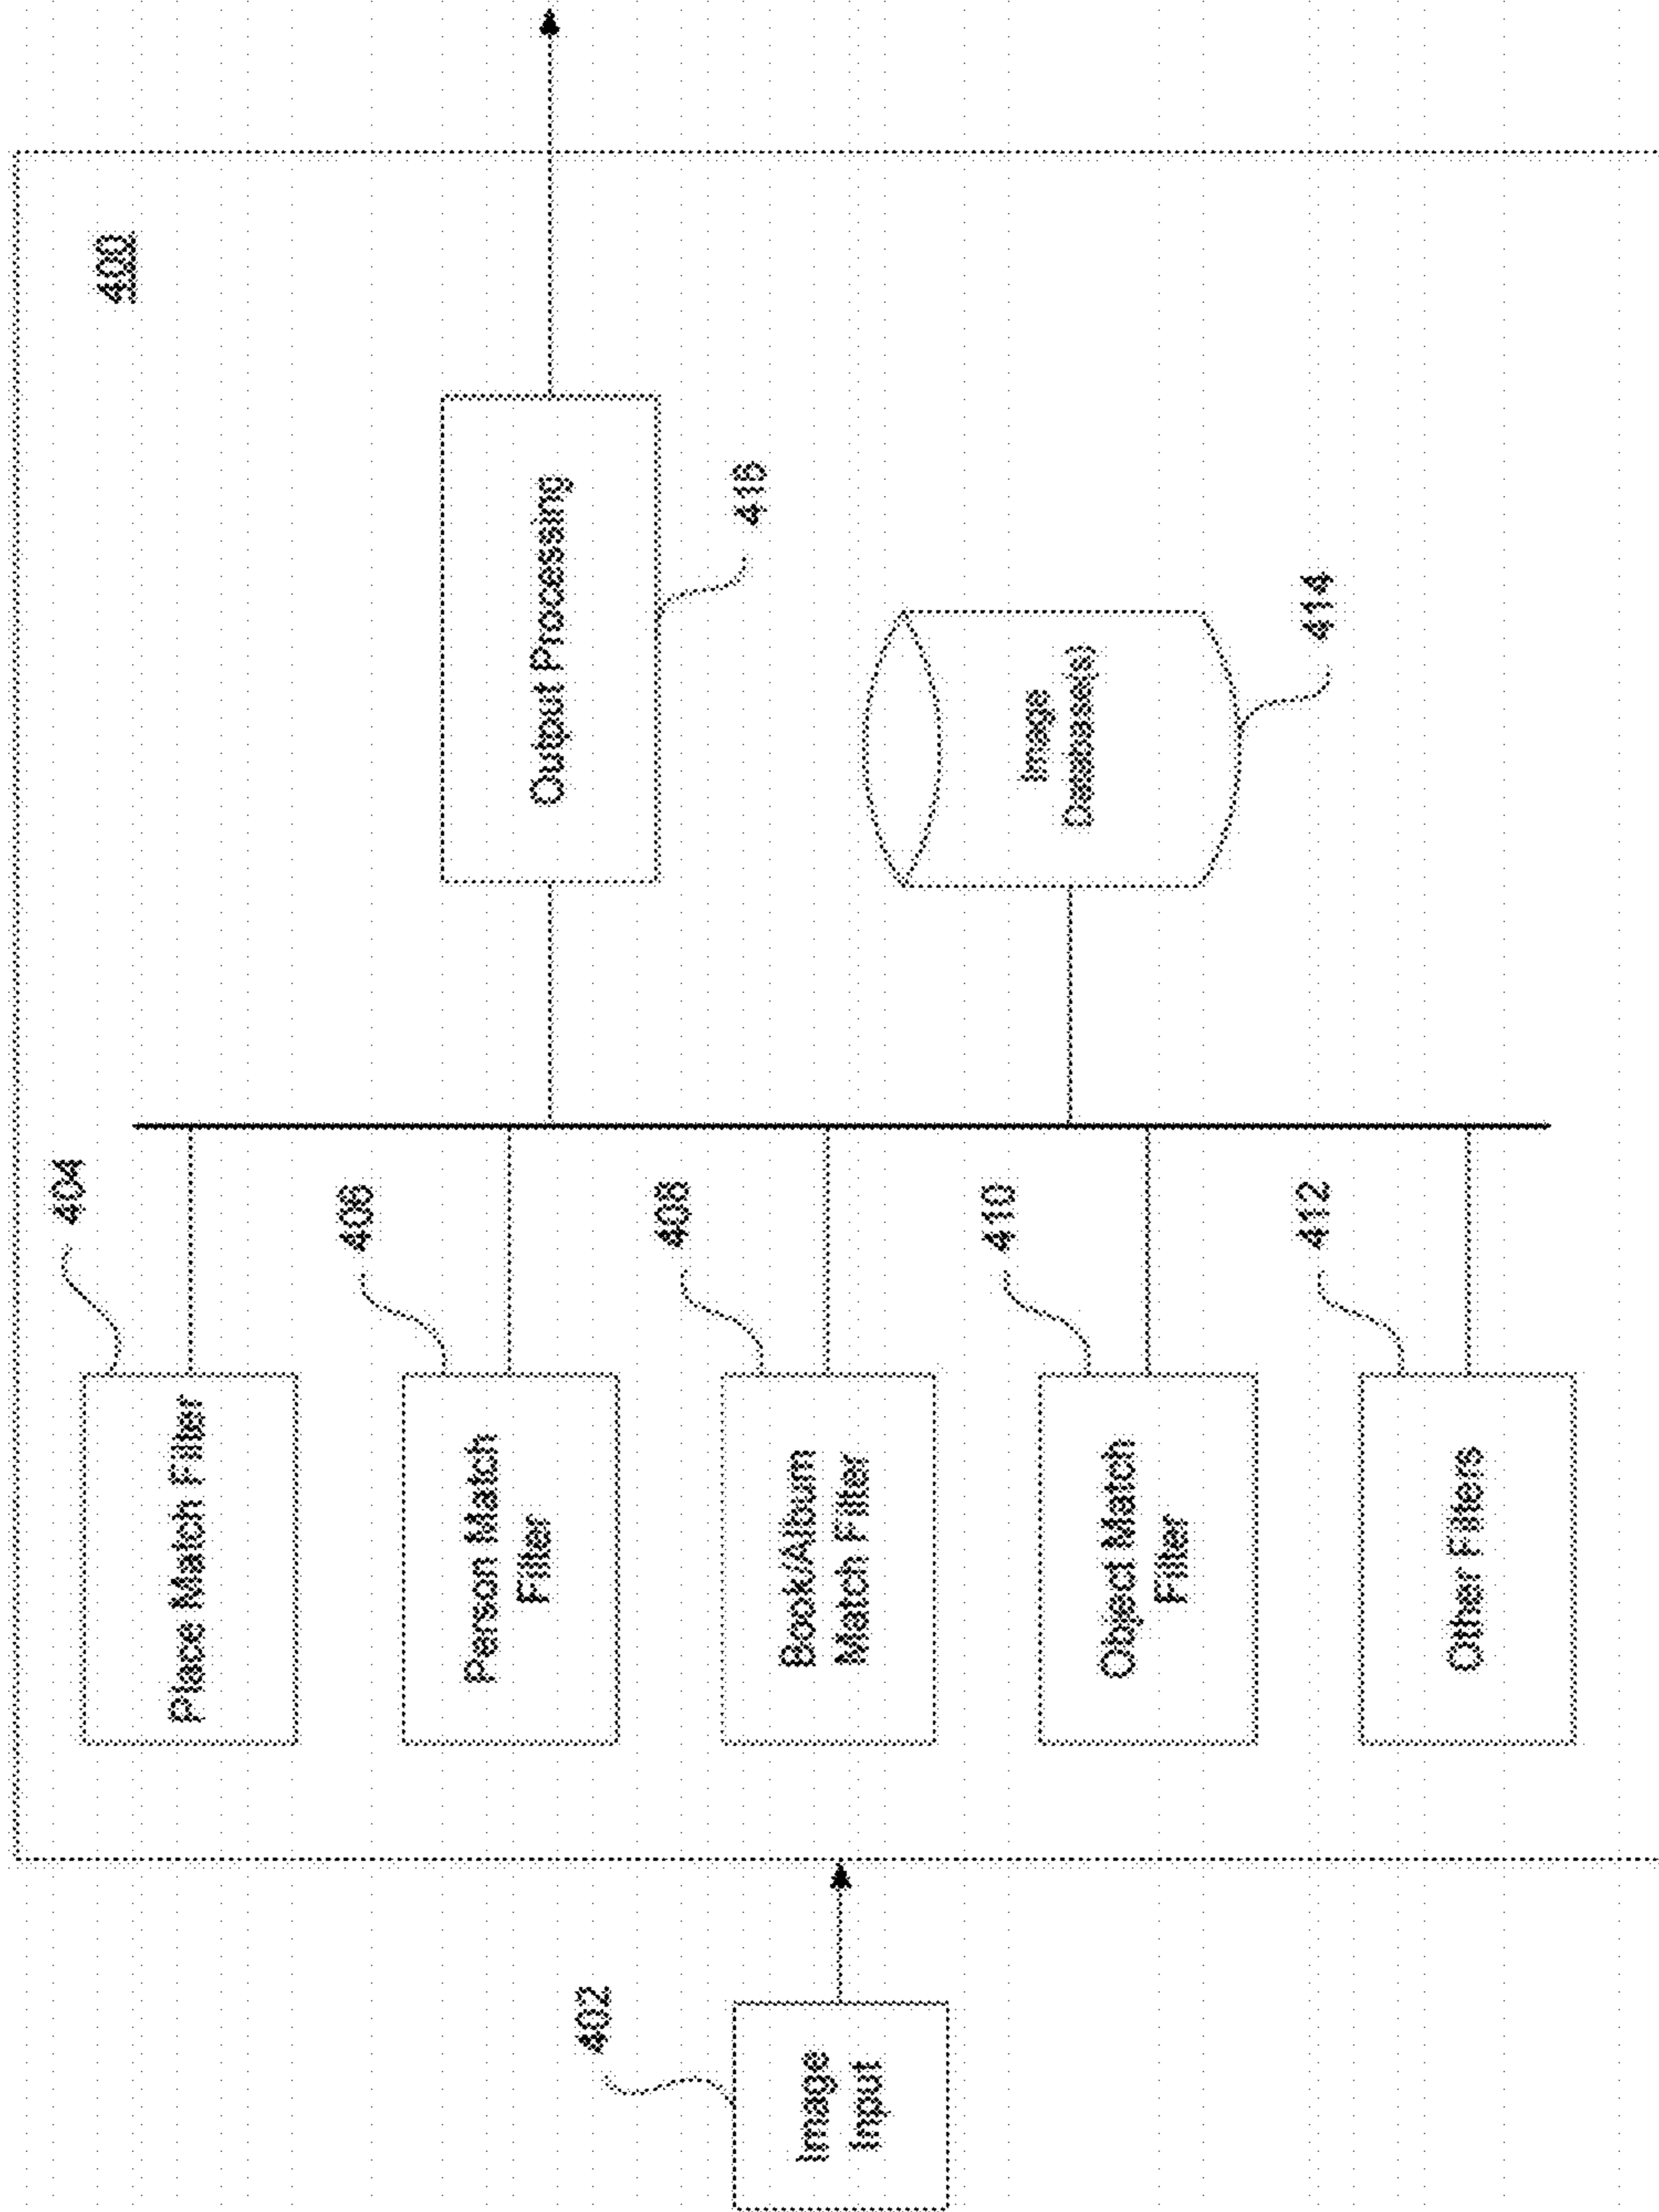 400
404
Place Match Filter
406
Person Match
Filter
408
Book/Album
Match Filter
410
Object Match
Filter
412
Other Filters
402
Image
Input
Output Processing
416
Image
Database(s)
414